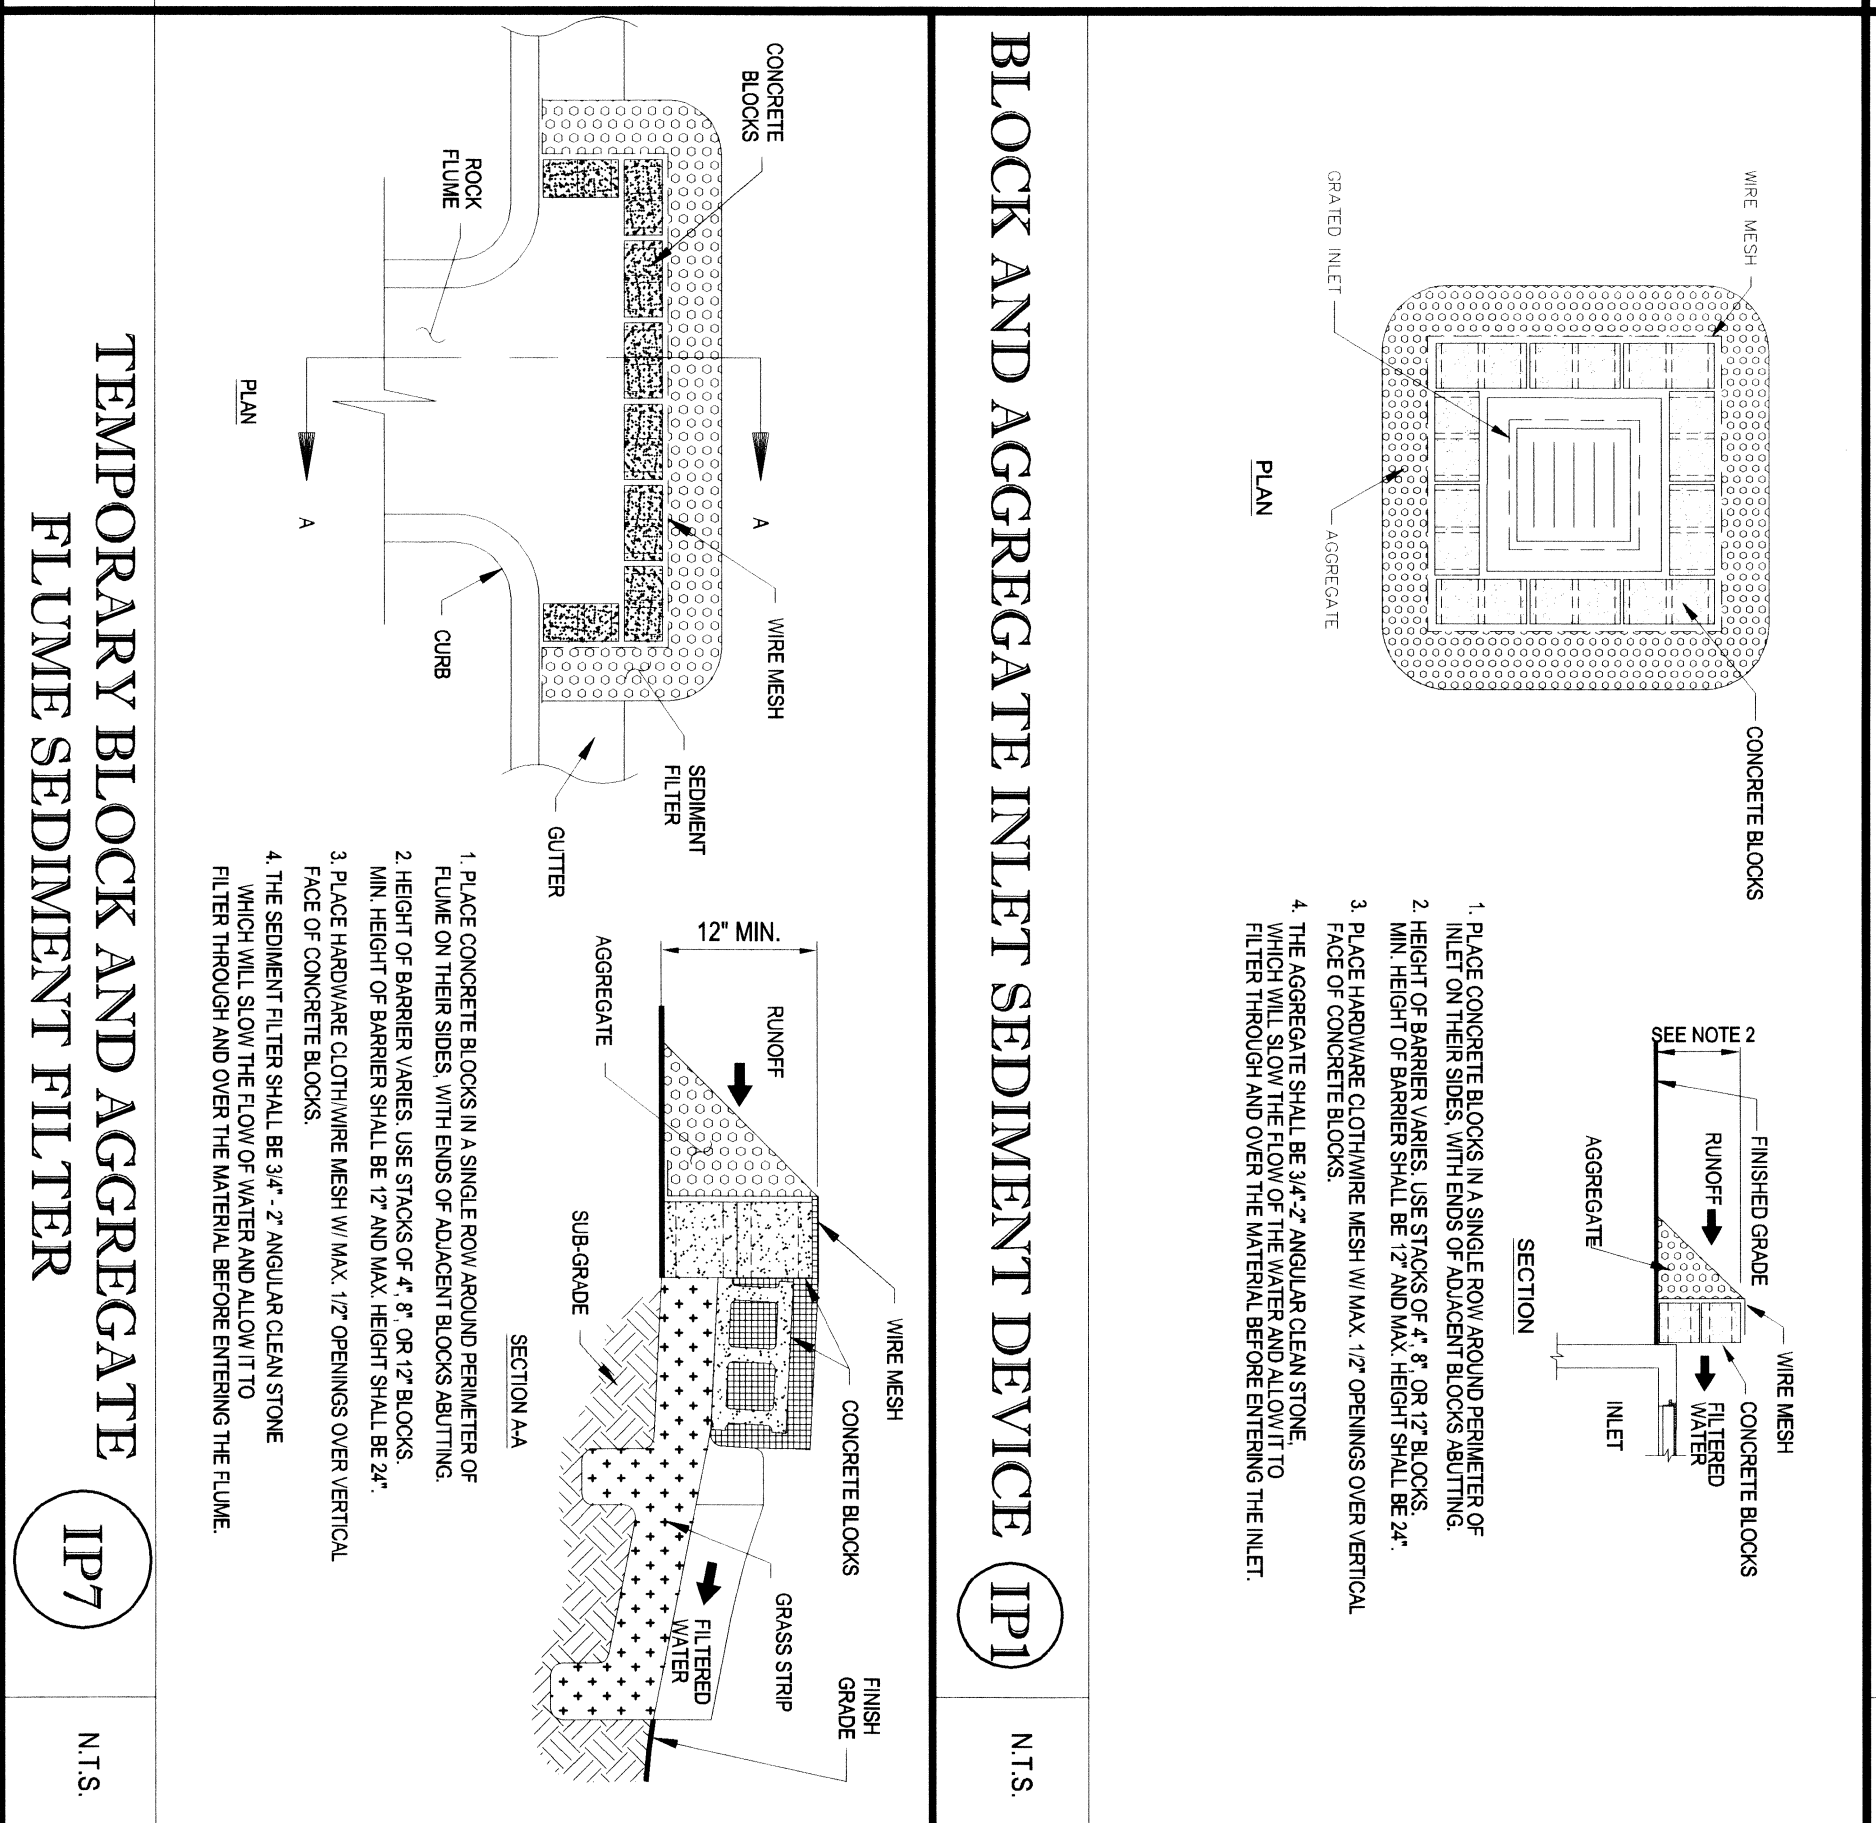 WIRE MESH
GRATED INLET
CONCRETE BLOCKS
AGGREGATE
PLAN
SEE NOTE 2
FINISHED GRADE
RUNOFF
AGGREGATE
WIRE MESH
CONCRETE BLOCKS
FILTERED
WATER
INLET
SECTION
1. PLACE CONCRETE BLOCKS IN A SINGLE ROW AROUND PERIMETER OF
INLET ON THEIR SIDES, WITH ENDS OF ADJACENT BLOCKS ABUTTING.
2. HEIGHT OF BARRIER VARIES. USE STACKS OF 4", 8", OR 12" BLOCKS.
MIN. HEIGHT OF BARRIER SHALL BE 12" AND MAX. HEIGHT SHALL BE 24".
3. PLACE HARDWARE CLOTH/WIRE MESH W/ MAX. 1/2" OPENINGS OVER VERTICAL
FACE OF CONCRETE BLOCKS.
4. THE AGGREGATE SHALL BE 3/4"-2" ANGULAR CLEAN STONE,
WHICH WILL SLOW THE FLOW OF THE WATER AND ALLOW IT TO
FILTER THROUGH AND OVER THE MATERIAL BEFORE ENTERING THE INLET.
BLOCK AND AGGREGATE INLET SEDIMENT DEVICE
IP1
N.T.S.
CONCRETE
BLOCKS
ROCK
FLUME
A
A
PLAN
WIRE MESH
SEDIMENT
FILTER
CURB
GUTTER
12" MIN.
RUNOFF
AGGREGATE
WIRE MESH
CONCRETE BLOCKS
SUB-GRADE
GRASS STRIP
FILTERED
WATER
FINISH
GRADE
SECTION A-A
1. PLACE CONCRETE BLOCKS IN A SINGLE ROW AROUND PERIMETER OF
FLUME ON THEIR SIDES, WITH ENDS OF ADJACENT BLOCKS ABUTTING.
2. HEIGHT OF BARRIER VARIES. USE STACKS OF 4", 8", OR 12" BLOCKS.
MIN. HEIGHT OF BARRIER SHALL BE 12" AND MAX. HEIGHT SHALL BE 24".
3. PLACE HARDWARE CLOTH/WIRE MESH W/ MAX. 1/2" OPENINGS OVER VERTICAL
FACE OF CONCRETE BLOCKS.
4. THE SEDIMENT FILTER SHALL BE 3/4" - 2" ANGULAR CLEAN STONE
WHICH WILL SLOW THE FLOW OF WATER AND ALLOW IT TO
FILTER THROUGH AND OVER THE MATERIAL BEFORE ENTERING THE FLUME.
TEMPORARY BLOCK AND AGGREGATE
FLUME SEDIMENT FILTER
IP7
N.T.S.